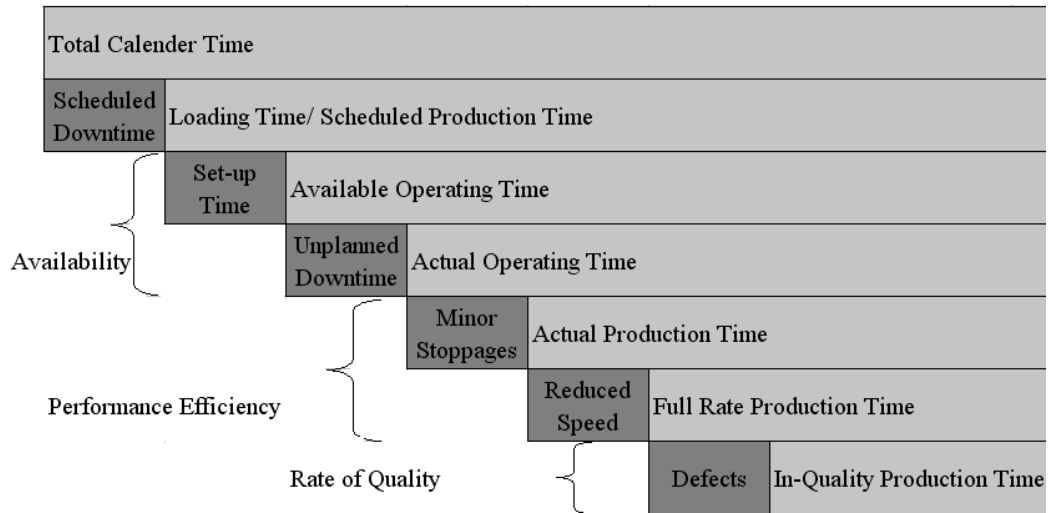 Total Calender Time
Scheduled
Downtime
Loading Time/ Scheduled Production Time
Set-up
Time
Available Operating Time
Availability
Unplanned
Downtime
Actual Operating Time
Minor
Stoppages
Actual Production Time
Performance Efficiency
Reduced
Speed
Full Rate Production Time
Rate of Quality
Defects
In-Quality Production Time